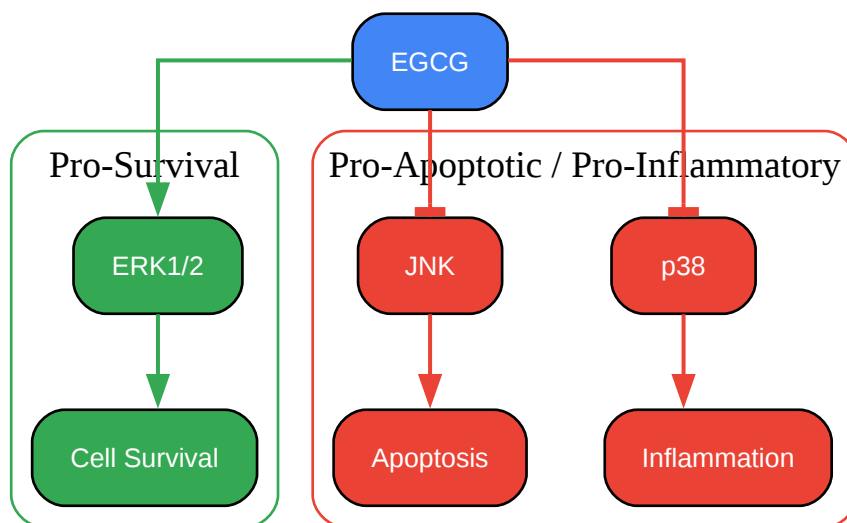 EGCG
Pro-Survival
Pro-Apoptotic / Pro-Inflammatory
ERK1/2
JNK
p38
Cell Survival
Apoptosis
Inflammation